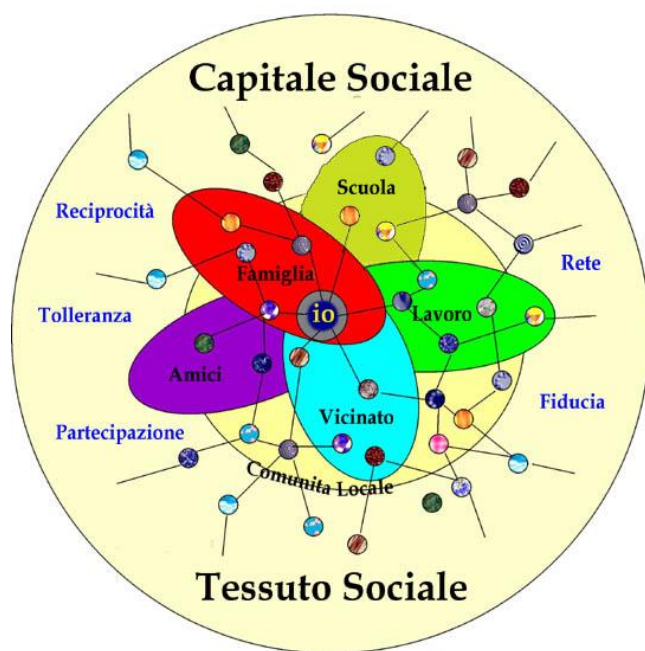 Capitale Sociale
Scuola
Reciprocità
Famiglia
Rete
Tolleranza
io
Lavoro
Amici
Vicinato
Fiducia
Partecipazione
Comunita Locale
Tessuto Sociale